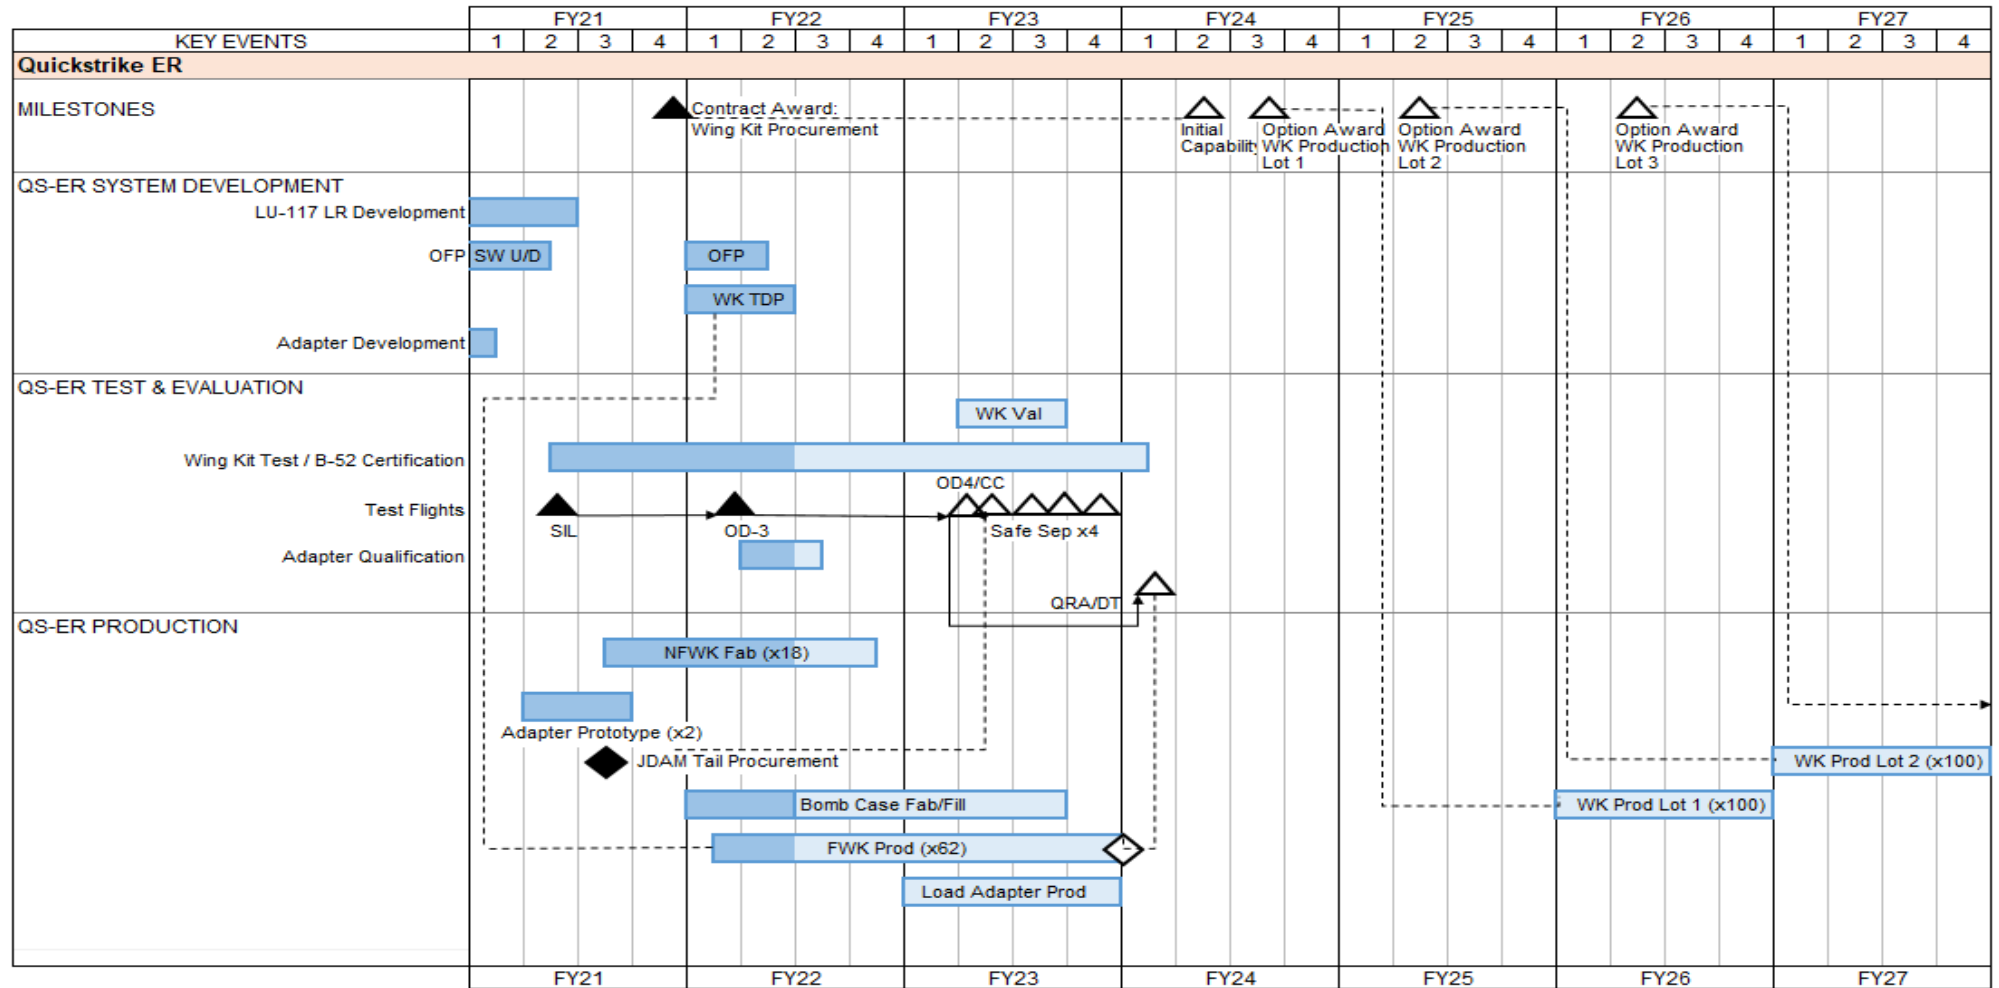 FY21 FY22 FY23 FY24 FY25 FY26 FY27
KEY EVENTS 1 2 3 4 1 2 3 4 1 2 3 4 1 2 3 4 1 2 3 4 1 2 3 4 1 2 3 4
Quickstrike ER
MILESTONES
Contract Award:
Wing Kit Procurement
Initial
Capability
Option Award
WK Production
Lot 1
Option Award
WK Production
Lot 2
Option Award
WK Production
Lot 3
QS-ER SYSTEM DEVELOPMENT
LU-117 LR Development
OFP SW U/D OFP
WK TDP
Adapter Development
QS-ER TEST & EVALUATION
WK Val
Wing Kit Test / B-52 Certification
OD4/CC
Test Flights
SIL OD-3 Safe Sep x4
Adapter Qualification
QRA/DT
QS-ER PRODUCTION
NFWK Fab (x18)
Adapter Prototype (x2)
JDAM Tail Procurement
WK Prod Lot 2 (x100)
Bomb Case Fab/Fill
WK Prod Lot 1 (x100)
FWK Prod (x62)
Load Adapter Prod
FY21 FY22 FY23 FY24 FY25 FY26 FY27